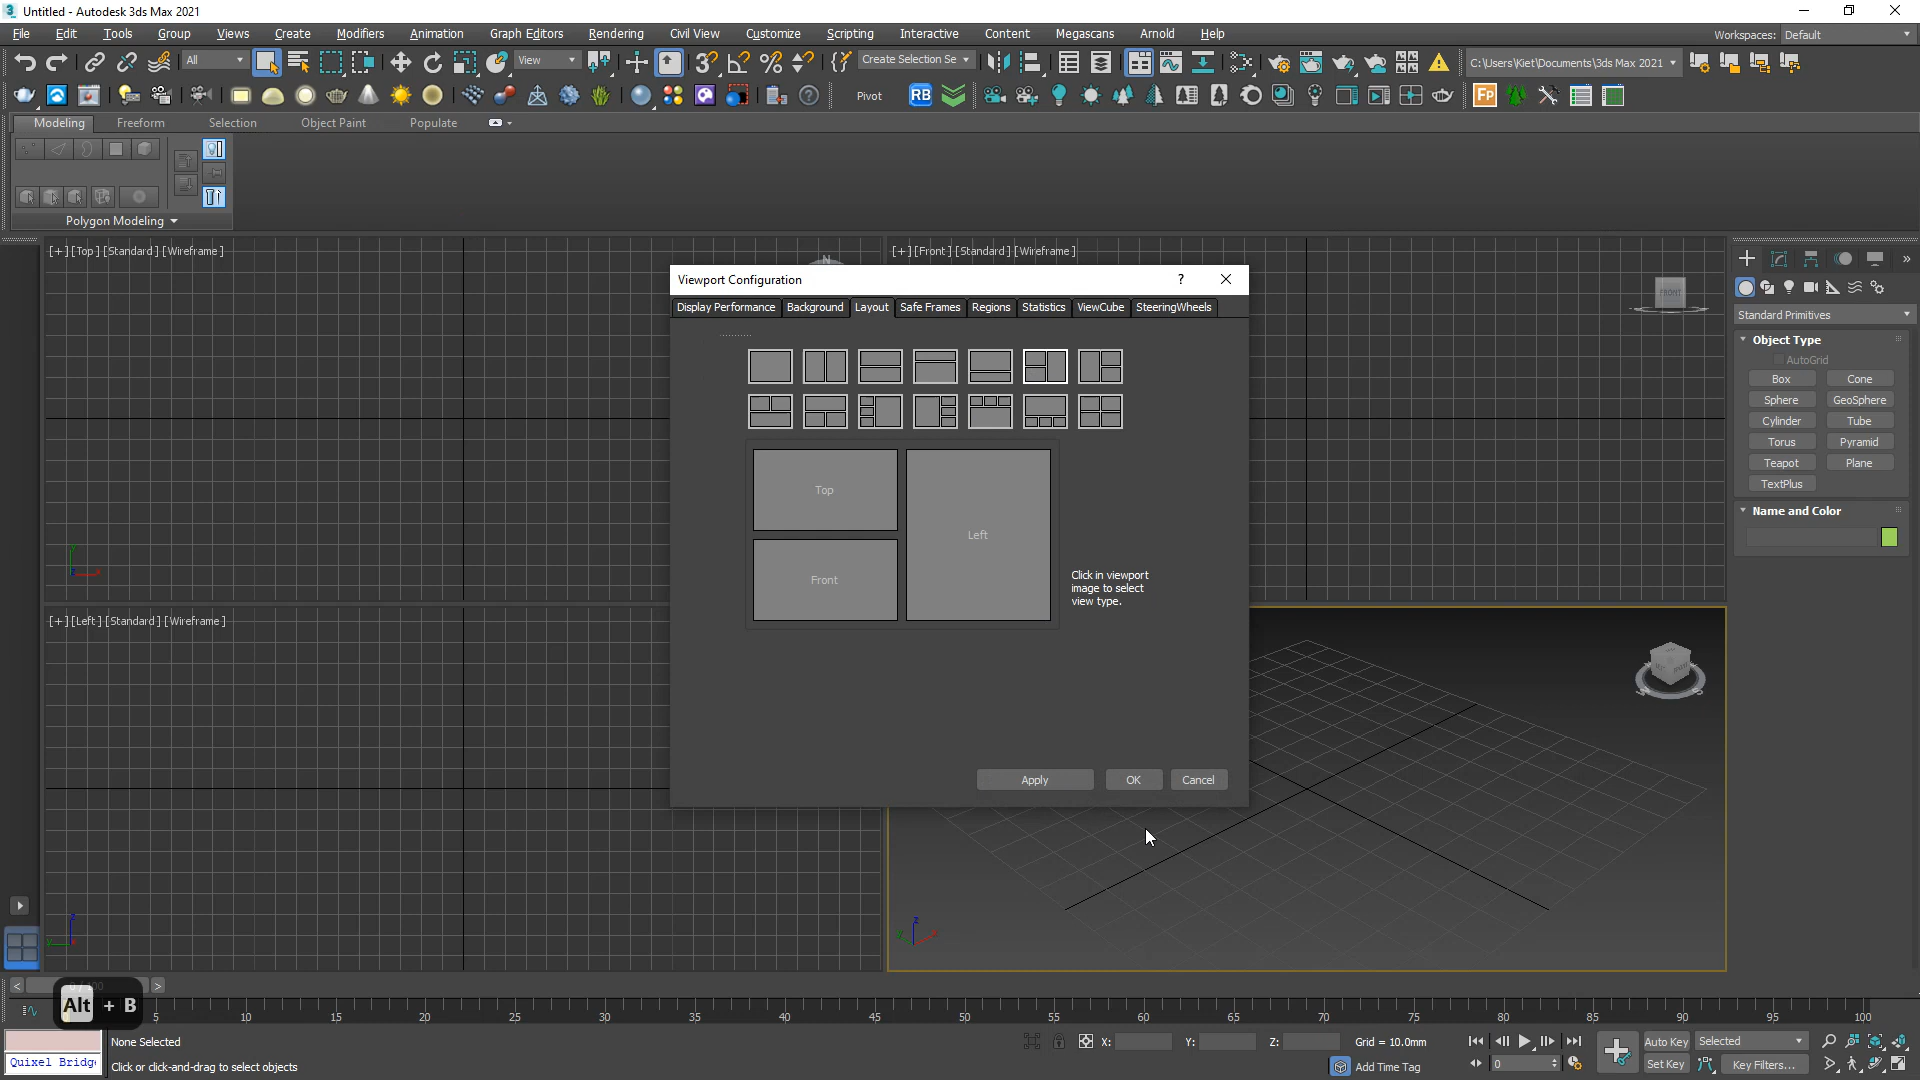 Untitled - Autodesk 3ds Max 2021
File Edit Tools Group Views Create Modifiers Animation Graph Editors Rendering Civil View Customize Scripting Interactive Content Megascans Arnold Help Workspaces: Default
All View Create Selection Se C:\Users\Kiet\Documents\3ds Max 2021
Pivot RB Fp
Modeling Freeform Selection Object Paint Populate
Polygon Modeling
[+] [Top] [Standard] [Wireframe]
[+] [Front] [Standard] [Wireframe]
N
FRONT
Viewport Configuration ?
Display Performance Background Layout Safe Frames Regions Statistics ViewCube SteeringWheels
Top
Front
Left
Click in viewport
image to select
view type.
Apply OK Cancel
Standard Primitives
Object Type
AutoGrid
Box Cone
Sphere GeoSphere
Cylinder Tube
Torus Pyramid
Teapot Plane
TextPlus
Name and Color
y
x
[+] [Left] [Standard] [Wireframe]
z
y
z
y x
< 0 / 100 >
Alt + B
5 10 15 20 25 30 35 40 45 50 55 60 65 70 75 80 85 90 95 100
None Selected X: Y: Z: Grid = 10.0mm Auto Key Selected
Quixel Bridg Click or click-and-drag to select objects Add Time Tag 0 Set Key Key Filters...